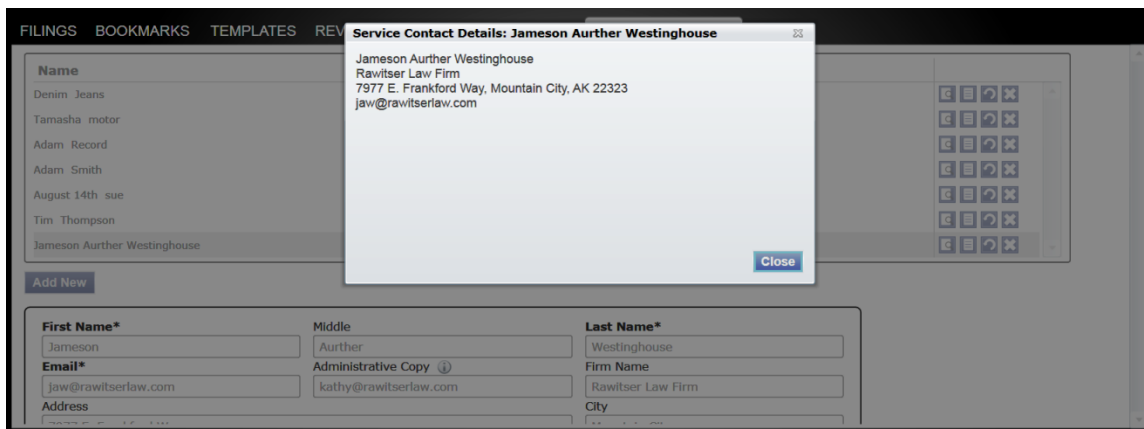 FILINGS BOOKMARKS TEMPLATES REV
Service Contact Details: Jameson Aurther Westinghouse
Jameson Aurther Westinghouse
Rawitser Law Firm
7977 E. Frankford Way, Mountain City, AK 22323
jaw@rawitserlaw.com
Close
Name
Denim Jeans
Tamasha motor
Adam Record
Adam Smith
August 14th sue
Tim Thompson
Jameson Aurther Westinghouse
Add New
First Name* Middle Last Name*
Jameson Aurther Westinghouse
Email* Administrative Copy Firm Name
jaw@rawitserlaw.com kathy@rawitserlaw.com Rawitser Law Firm
Address City